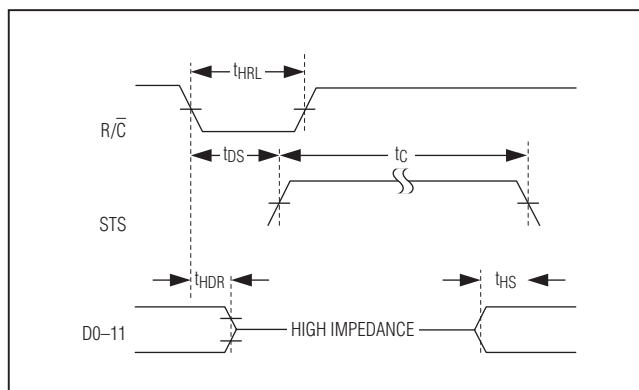 tHRL
R/C̅
tDS
tC
STS
tHDR
tHS
D0–11
HIGH IMPEDANCE